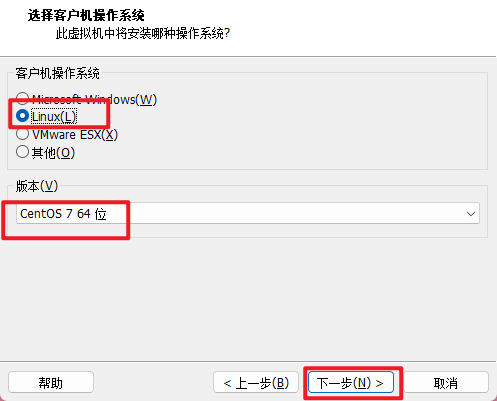 选择客户机操作系统
此虚拟机中将安装哪种操作系统?
客户机操作系统
Microsoft Windows(W)
Linux(L)
VMware ESX(X)
其他(O)
版本(V)
CentOS 7 64 位
帮助
< 上一步(B)
下一步(N) >
取消